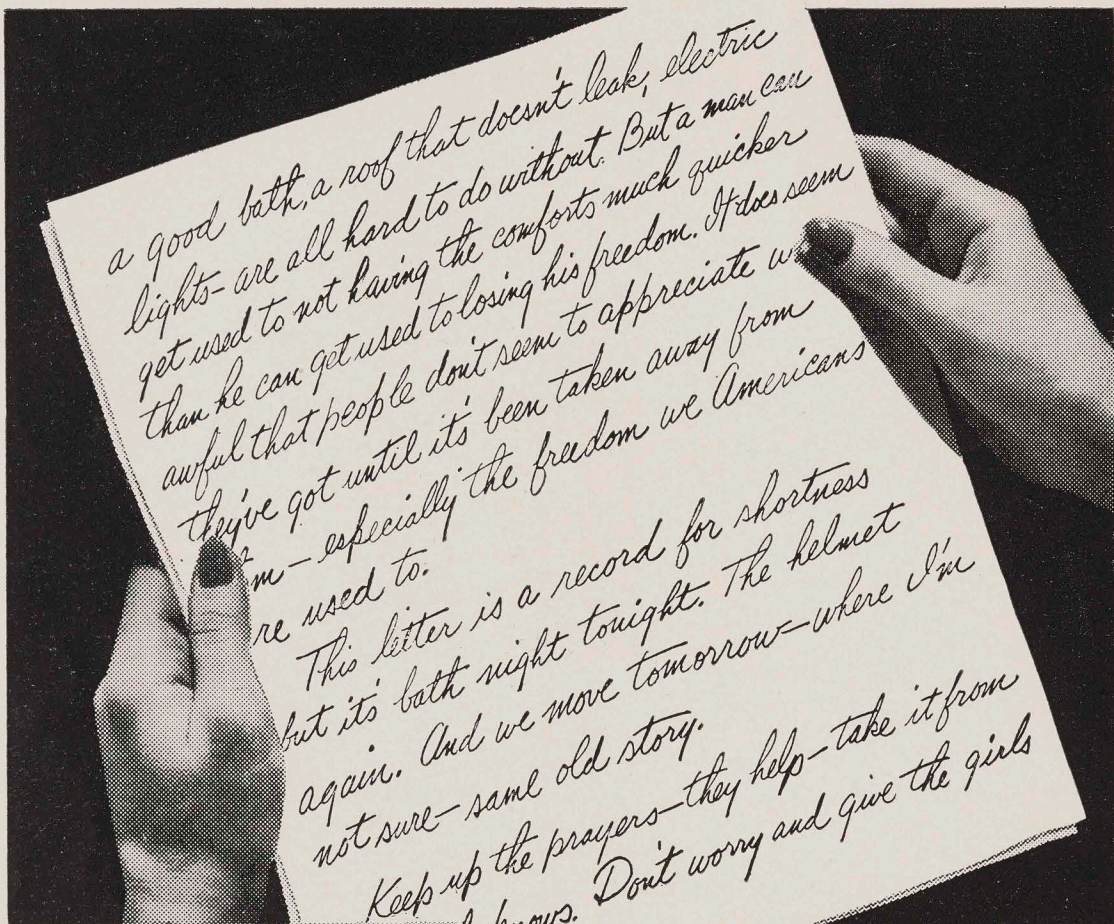 a good bath, a roof that doesn't leak, electric
lights—are all hard to do without. But a man can
get used to not having the comforts much quicker
than he can get used to losing his freedom. It does seem
awful that people don't seem to appreciate
they've got until it's been taken away from
m—especially the freedom we Americans
re used to.
This letter is a record for shortness
but it's bath night tonight. The helmet
again. And we move tomorrow—where I'm
not sure—same old story.
Keep up the prayers—they help—take it from
knows. Don't worry and give the girls